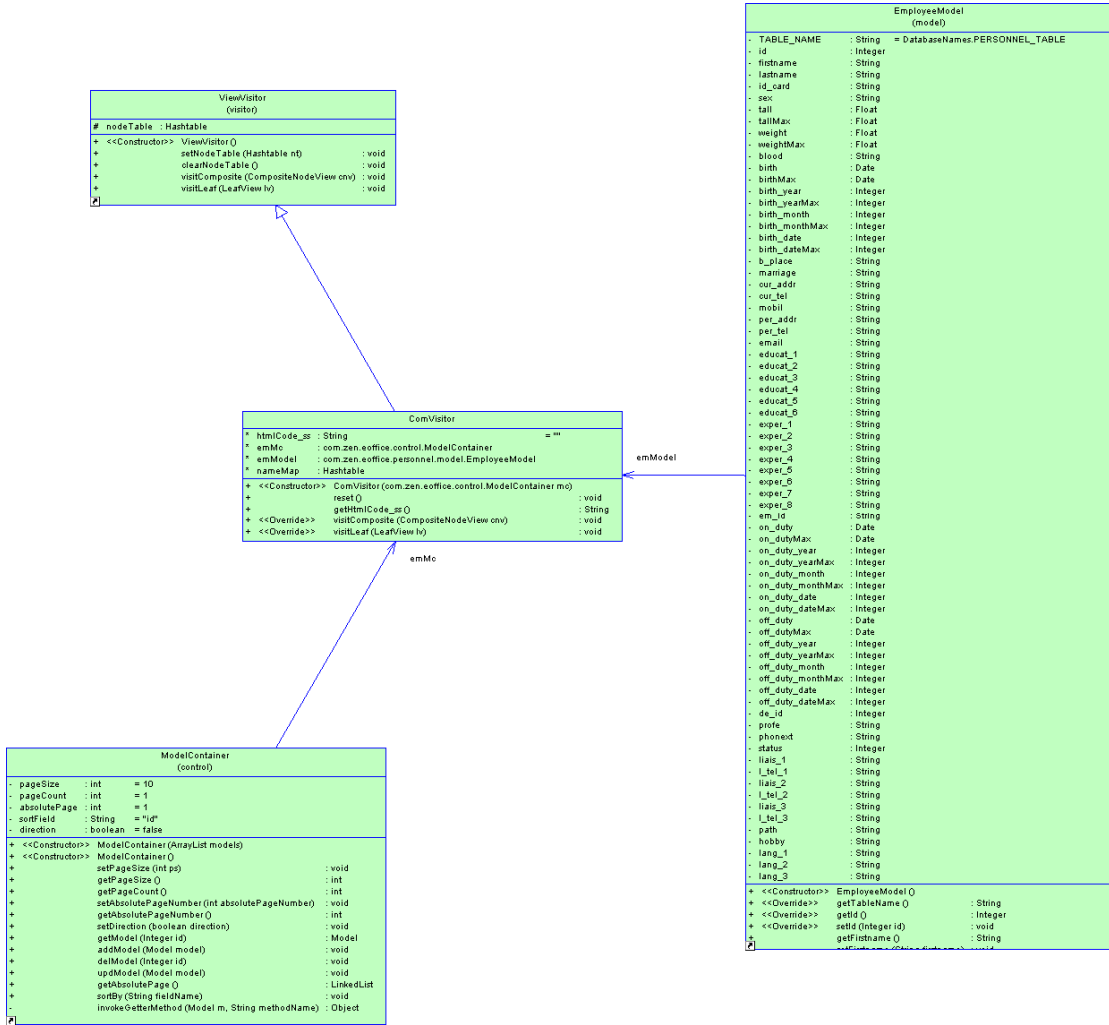 EmployeeModel
(model)
- TABLE_NAME : String = DatabaseNames.PERSONNEL_TABLE
- id : Integer
- firstname : String
- lastname : String
- id_card : String
- sex : String
- tall : Float
- tallMax : Float
- weight : Float
- weightMax : Float
- blood : String
- birth : Date
- birthMax : Date
- birth_year : Integer
- birth_yearMax : Integer
- birth_month : Integer
- birth_monthMax : Integer
- birth_date : Integer
- birth_dateMax : Integer
- b_place : String
- marriage : String
- cur_addr : String
- cur_tel : String
- mobil : String
- per_addr : String
- per_tel : String
- email : String
- educat_1 : String
- educat_2 : String
- educat_3 : String
- educat_4 : String
- educat_5 : String
- educat_6 : String
- exper_1 : String
- exper_2 : String
- exper_3 : String
- exper_4 : String
- exper_5 : String
- exper_6 : String
- exper_7 : String
- exper_8 : String
- em_id : String
- on_duty : Date
- on_dutyMax : Date
- on_duty_year : Integer
- on_duty_yearMax : Integer
- on_duty_month : Integer
- on_duty_monthMax : Integer
- on_duty_date : Integer
- on_duty_dateMax : Integer
- off_duty : Date
- off_dutyMax : Date
- off_duty_year : Integer
- off_duty_yearMax : Integer
- off_duty_month : Integer
- off_duty_monthMax : Integer
- off_duty_date : Integer
- off_duty_dateMax : Integer
- de_id : Integer
- profe : String
- phonext : String
- status : Integer
- liais_1 : String
- l_tel_1 : String
- liais_2 : String
- l_tel_2 : String
- liais_3 : String
- l_tel_3 : String
- path : String
- hobby : String
- lang_1 : String
- lang_2 : String
- lang_3 : String
+ <<Constructor>> EmployeeModel ()
+ <<Override>> getTableName () : String
+ <<Override>> getId () : Integer
+ <<Override>> setId (Integer id) : void
+ getFirstname () : String
setFirstname (String firstname) : void
ViewVisitor
(visitor)
# nodeTable : Hashtable
+ <<Constructor>> ViewVisitor ()
+ setNodeTable (Hashtable nt) : void
+ clearNodeTable () : void
+ visitComposite (CompositeNodeView cnv) : void
+ visitLeaf (LeafView lv) : void
ComVisitor
* htmlCode_ss : String = ""
* emMc : com.zen.eoffice.control.ModelContainer
* emModel : com.zen.eoffice.personnel.model.EmployeeModel
* nameMap : Hashtable
+ <<Constructor>> ComVisitor (com.zen.eoffice.control.ModelContainer mc)
+ reset () : void
+ getHtmlCode_ss () : String
+ <<Override>> visitComposite (CompositeNodeView cnv) : void
+ <<Override>> visitLeaf (LeafView lv) : void
emModel
emMc
ModelContainer
(control)
- pageSize : int = 10
- pageCount : int = 1
- absolutePage : int = 1
- sortField : String = "id"
- direction : boolean = false
+ <<Constructor>> ModelContainer (ArrayList models)
+ <<Constructor>> ModelContainer ()
+ setPageSize (int ps) : void
+ getPageSize () : int
+ getPageCount () : int
+ setAbsolutePageNumber (int absolutePageNumber) : void
+ getAbsolutePageNumber () : int
+ setDirection (boolean direction) : void
+ getModel (Integer id) : Model
+ addModel (Model model) : void
+ delModel (Integer id) : void
+ updModel (Model model) : void
+ getAbsolutePage () : LinkedList
+ sortBy (String fieldName) : void
- invokeGetterMethod (Model m, String methodName) : Object